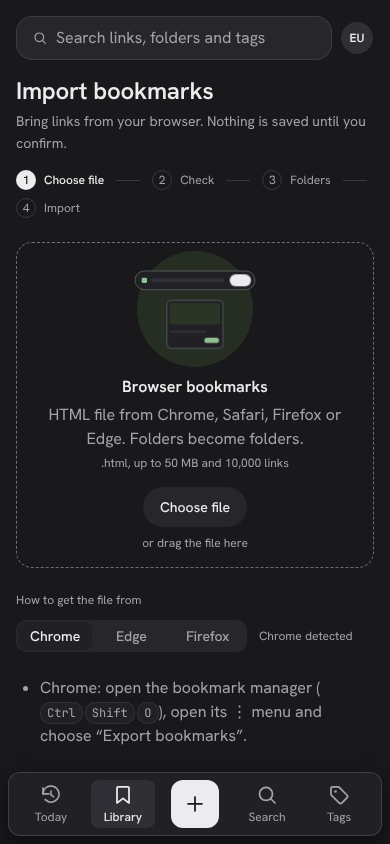 Search links, folders and tags
EU
Import bookmarks
Bring links from your browser. Nothing is saved until you
confirm.
1 Choose file 2 Check 3 Folders
4 Import
Browser bookmarks
HTML file from Chrome, Safari, Firefox or
Edge. Folders become folders.
.html, up to 50 MB and 10,000 links
Choose file
or drag the file here
How to get the file from
Chrome Edge Firefox Chrome detected
• Chrome: open the bookmark manager (
Ctrl Shift O), open its ⋮ menu and
choose “Export bookmarks”.
Today Library + Search Tags